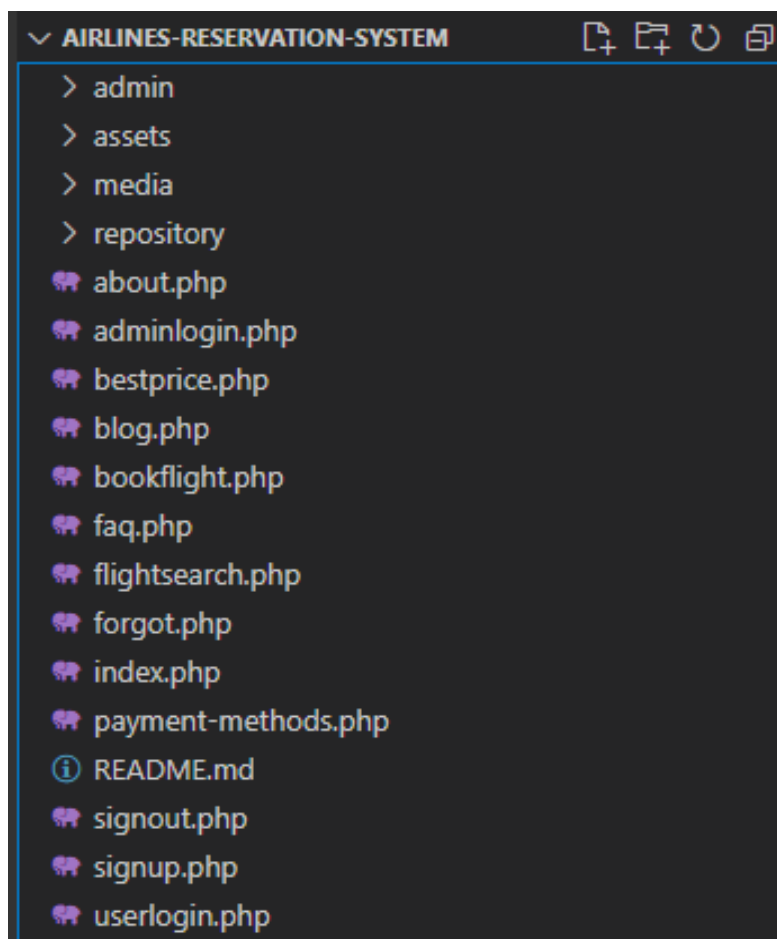 AIRLINES-RESERVATION-SYSTEM
admin
assets
media
repository
about.php
adminlogin.php
bestprice.php
blog.php
bookflight.php
faq.php
flightsearch.php
forgot.php
index.php
payment-methods.php
README.md
signout.php
signup.php
userlogin.php